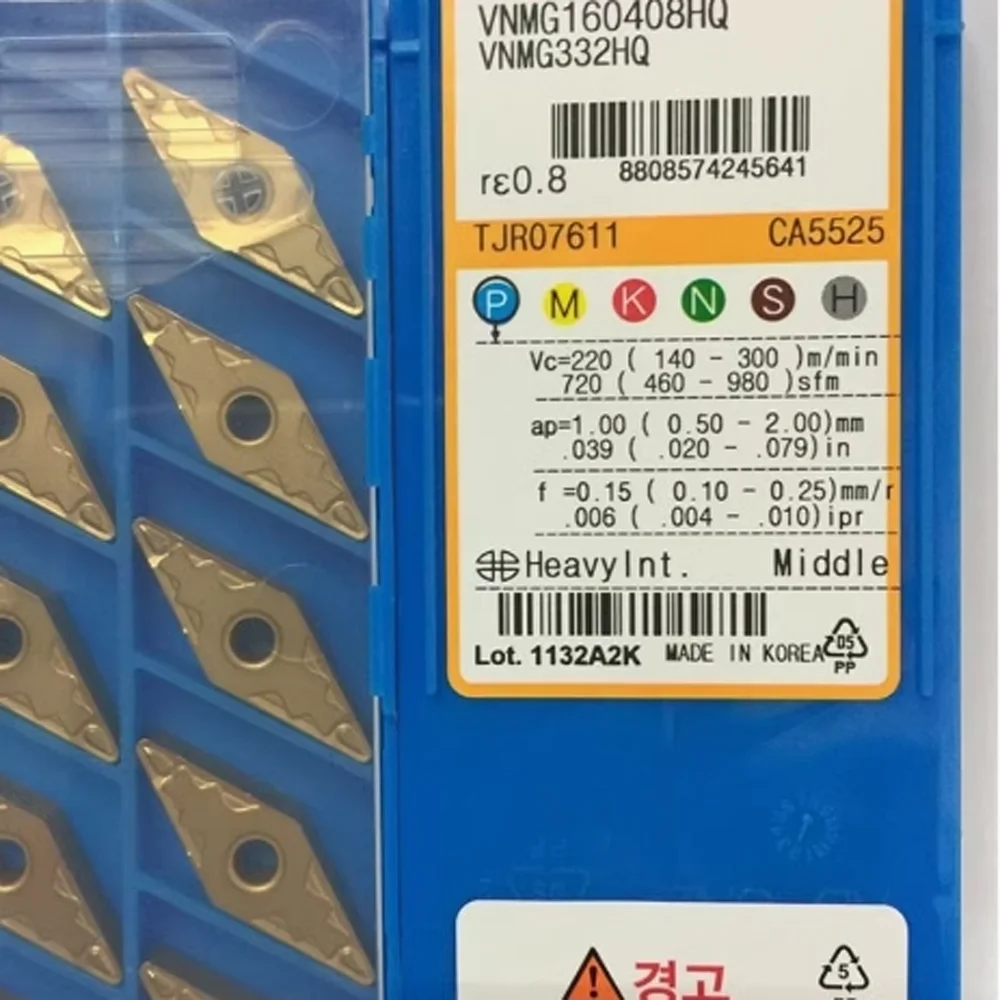 VNMG160408HQ
VNMG332HQ
rε0.8
8808574245641
TJR07611 CA5525
P M K N S H
Vc=220 ( 140 - 300 )m/min
720 ( 460 - 980 )sfm
ap=1.00 ( 0.50 - 2.00)mm
.039 ( .020 - .079)in
f =0.15 ( 0.10 - 0.25)mm/r
.006 ( .004 - .010)ipr
HeavyInt. Middle
Lot. 1132A2K MADE IN KOREA
05
PP
경고
5